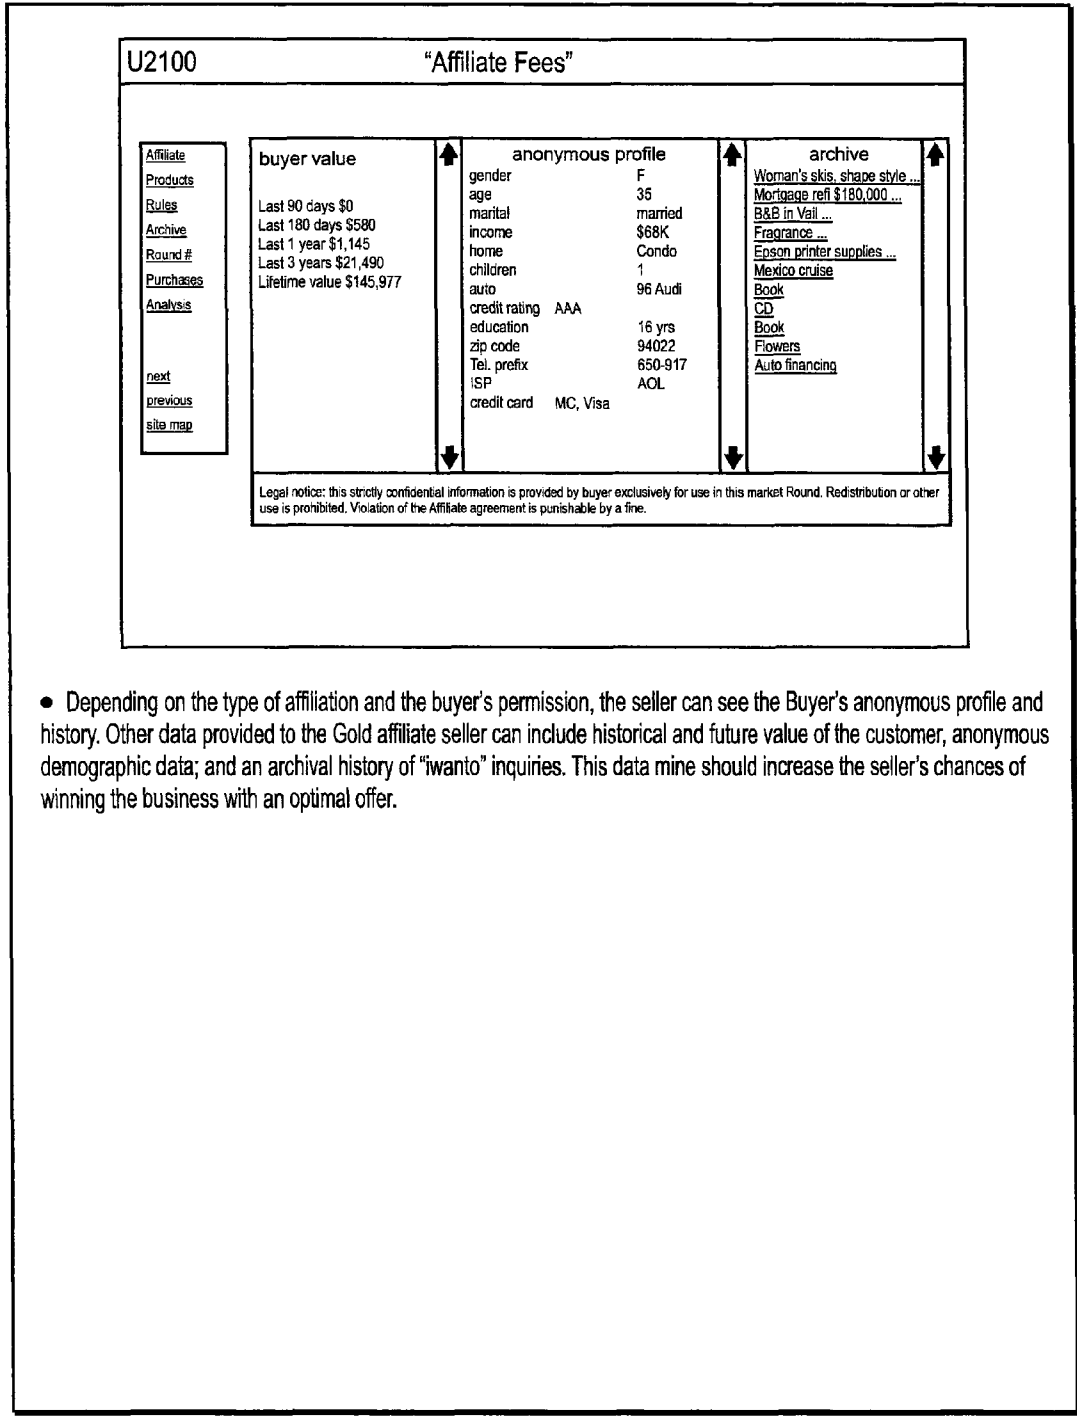 U2100 "Affiliate Fees"
Affiliate
Products
Rules
Archive
Round #
Purchases
Analysis
next
previous
site map
buyer value
Last 90 days $0
Last 180 days $580
Last 1 year $1,145
Last 3 years $21,490
Lifetime value $145,977
anonymous profile
gender F
age 35
marital married
income $68K
home Condo
children 1
auto 96 Audi
credit rating AAA
education 16 yrs
zip code 94022
Tel. prefix 650-917
ISP AOL
credit card MC, Visa
archive
Woman's skis, shape style ...
Mortgage refi $180,000 ...
B&B in Vail ...
Fragrance ...
Epson printer supplies ...
Mexico cruise
Book
CD
Book
Flowers
Auto financing
Legal notice: this strictly confidential information is provided by buyer exclusively for use in this market Round. Redistribution or other
use is prohibited. Violation of the Affiliate agreement is punishable by a fine.
• Depending on the type of affiliation and the buyer's permission, the seller can see the Buyer's anonymous profile and
history. Other data provided to the Gold affiliate seller can include historical and future value of the customer, anonymous
demographic data; and an archival history of "iwanto" inquiries. This data mine should increase the seller's chances of
winning the business with an optimal offer.